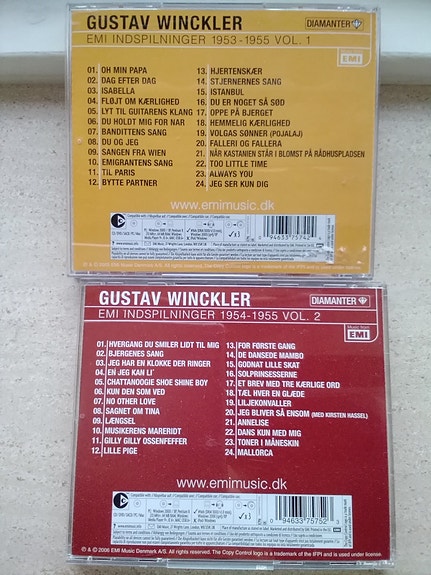 GUSTAV WINCKLER
DIAMANTER
EMI INDSPILNINGER 1953-1955 VOL. 1
EMI
01. OH MIN PAPA
02. DAG EFTER DAG
03. ISABELLA
04. FLØJT OM KÆRLIGHED
05. LYT TIL GUITARENS KLANG
06. DU HOLDT MIG FOR NAR
07. BANDITTENS SANG
08. DU OG JEG
09. SANGEN FRA WIEN
10. EMIGRANTENS SANG
11. TIL PARIS
12. BYTTE PARTNER
13. HJERTENSKÆR
14. STJERNERNES SANG
15. ISTANBUL
16. DU ER NOGET SÅ SØD
17. OPPE PÅ BJERGET
18. HEMMELIG KÆRLIGHED
19. VOLGAS SØNNER (POJALAJ)
20. FALLERI OG FALLERA
21. NÅR KASTANIEN STÅR I BLOMST PÅ RÅDHUSPLADSEN
22. TOO LITTLE TIME
23. ALWAYS YOU
24. JEG SER KUN DIG
www.emimusic.dk
GUSTAV WINCKLER
DIAMANTER
EMI INDSPILNINGER 1954-1955 VOL. 2
Music from
EMI
01. HVERGANG DU SMILER LIDT TIL MIG
02. BJERGENES SANG
03. JEG HAR EN KLOKKE DER RINGER
04. EN JEG KAN LI'
05. CHATTANOOGIE SHOE SHINE BOY
06. KUN DEN SOM VED
07. NO OTHER LOVE
08. SAGNET OM TINA
09. LÆNGSEL
10. MUSIKERENS MARERIDT
11. GILLY GILLY OSSENFEFFER
12. LILLE PIGE
13. FOR FØRSTE GANG
14. DE DANSEDE MAMBO
15. GODNAT LILLE SKAT
16. SOLPRINSESSERNE
17. ET BREV MED TRE KÆRLIGE ORD
18. TÆL HVER EN GLÆDE
19. LILJEKONVALLER
20. JEG BLIVER SÅ ENSOM (MED KIRSTEN HASSEL)
21. ANNELISE
22. DANS KUN MED MIG
23. TONER I MÅNESKIN
24. MALLORCA
www.emimusic.dk
0 94633 75752 3
℗ & © 2006 EMI Music Denmark A/S. All rights reserved. The Copy Control logo is a trademark of the IFPI and is used under license.